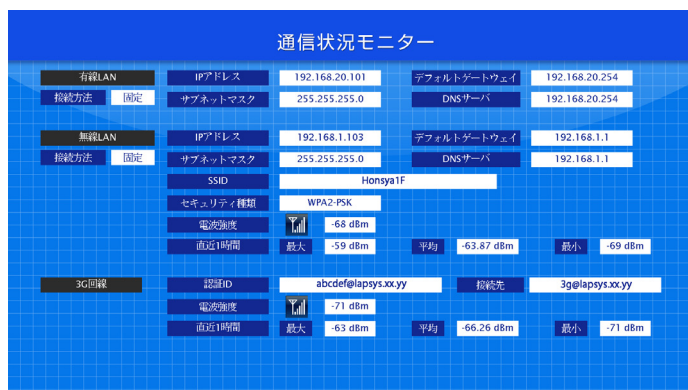 通信状況モニター
有線LAN IPアドレス 192.168.20.101 デフォルトゲートウェイ 192.168.20.254
接続方法 固定 サブネットマスク 255.255.255.0 DNSサーバ 192.168.20.254
無線LAN IPアドレス 192.168.1.103 デフォルトゲートウェイ 192.168.1.1
接続方法 固定 サブネットマスク 255.255.255.0 DNSサーバ 192.168.1.1
SSID Honsya1F
セキュリティ種類 WPA2-PSK
電波強度 -68 dBm
直近1時間 最大 -59 dBm 平均 -63.87 dBm 最小 -69 dBm
3G回線 認証ID abcdef@lapsys.xx.yy 接続先 3g@lapsys.xx.yy
電波強度 -71 dBm
直近1時間 最大 -63 dBm 平均 -66.26 dBm 最小 -71 dBm